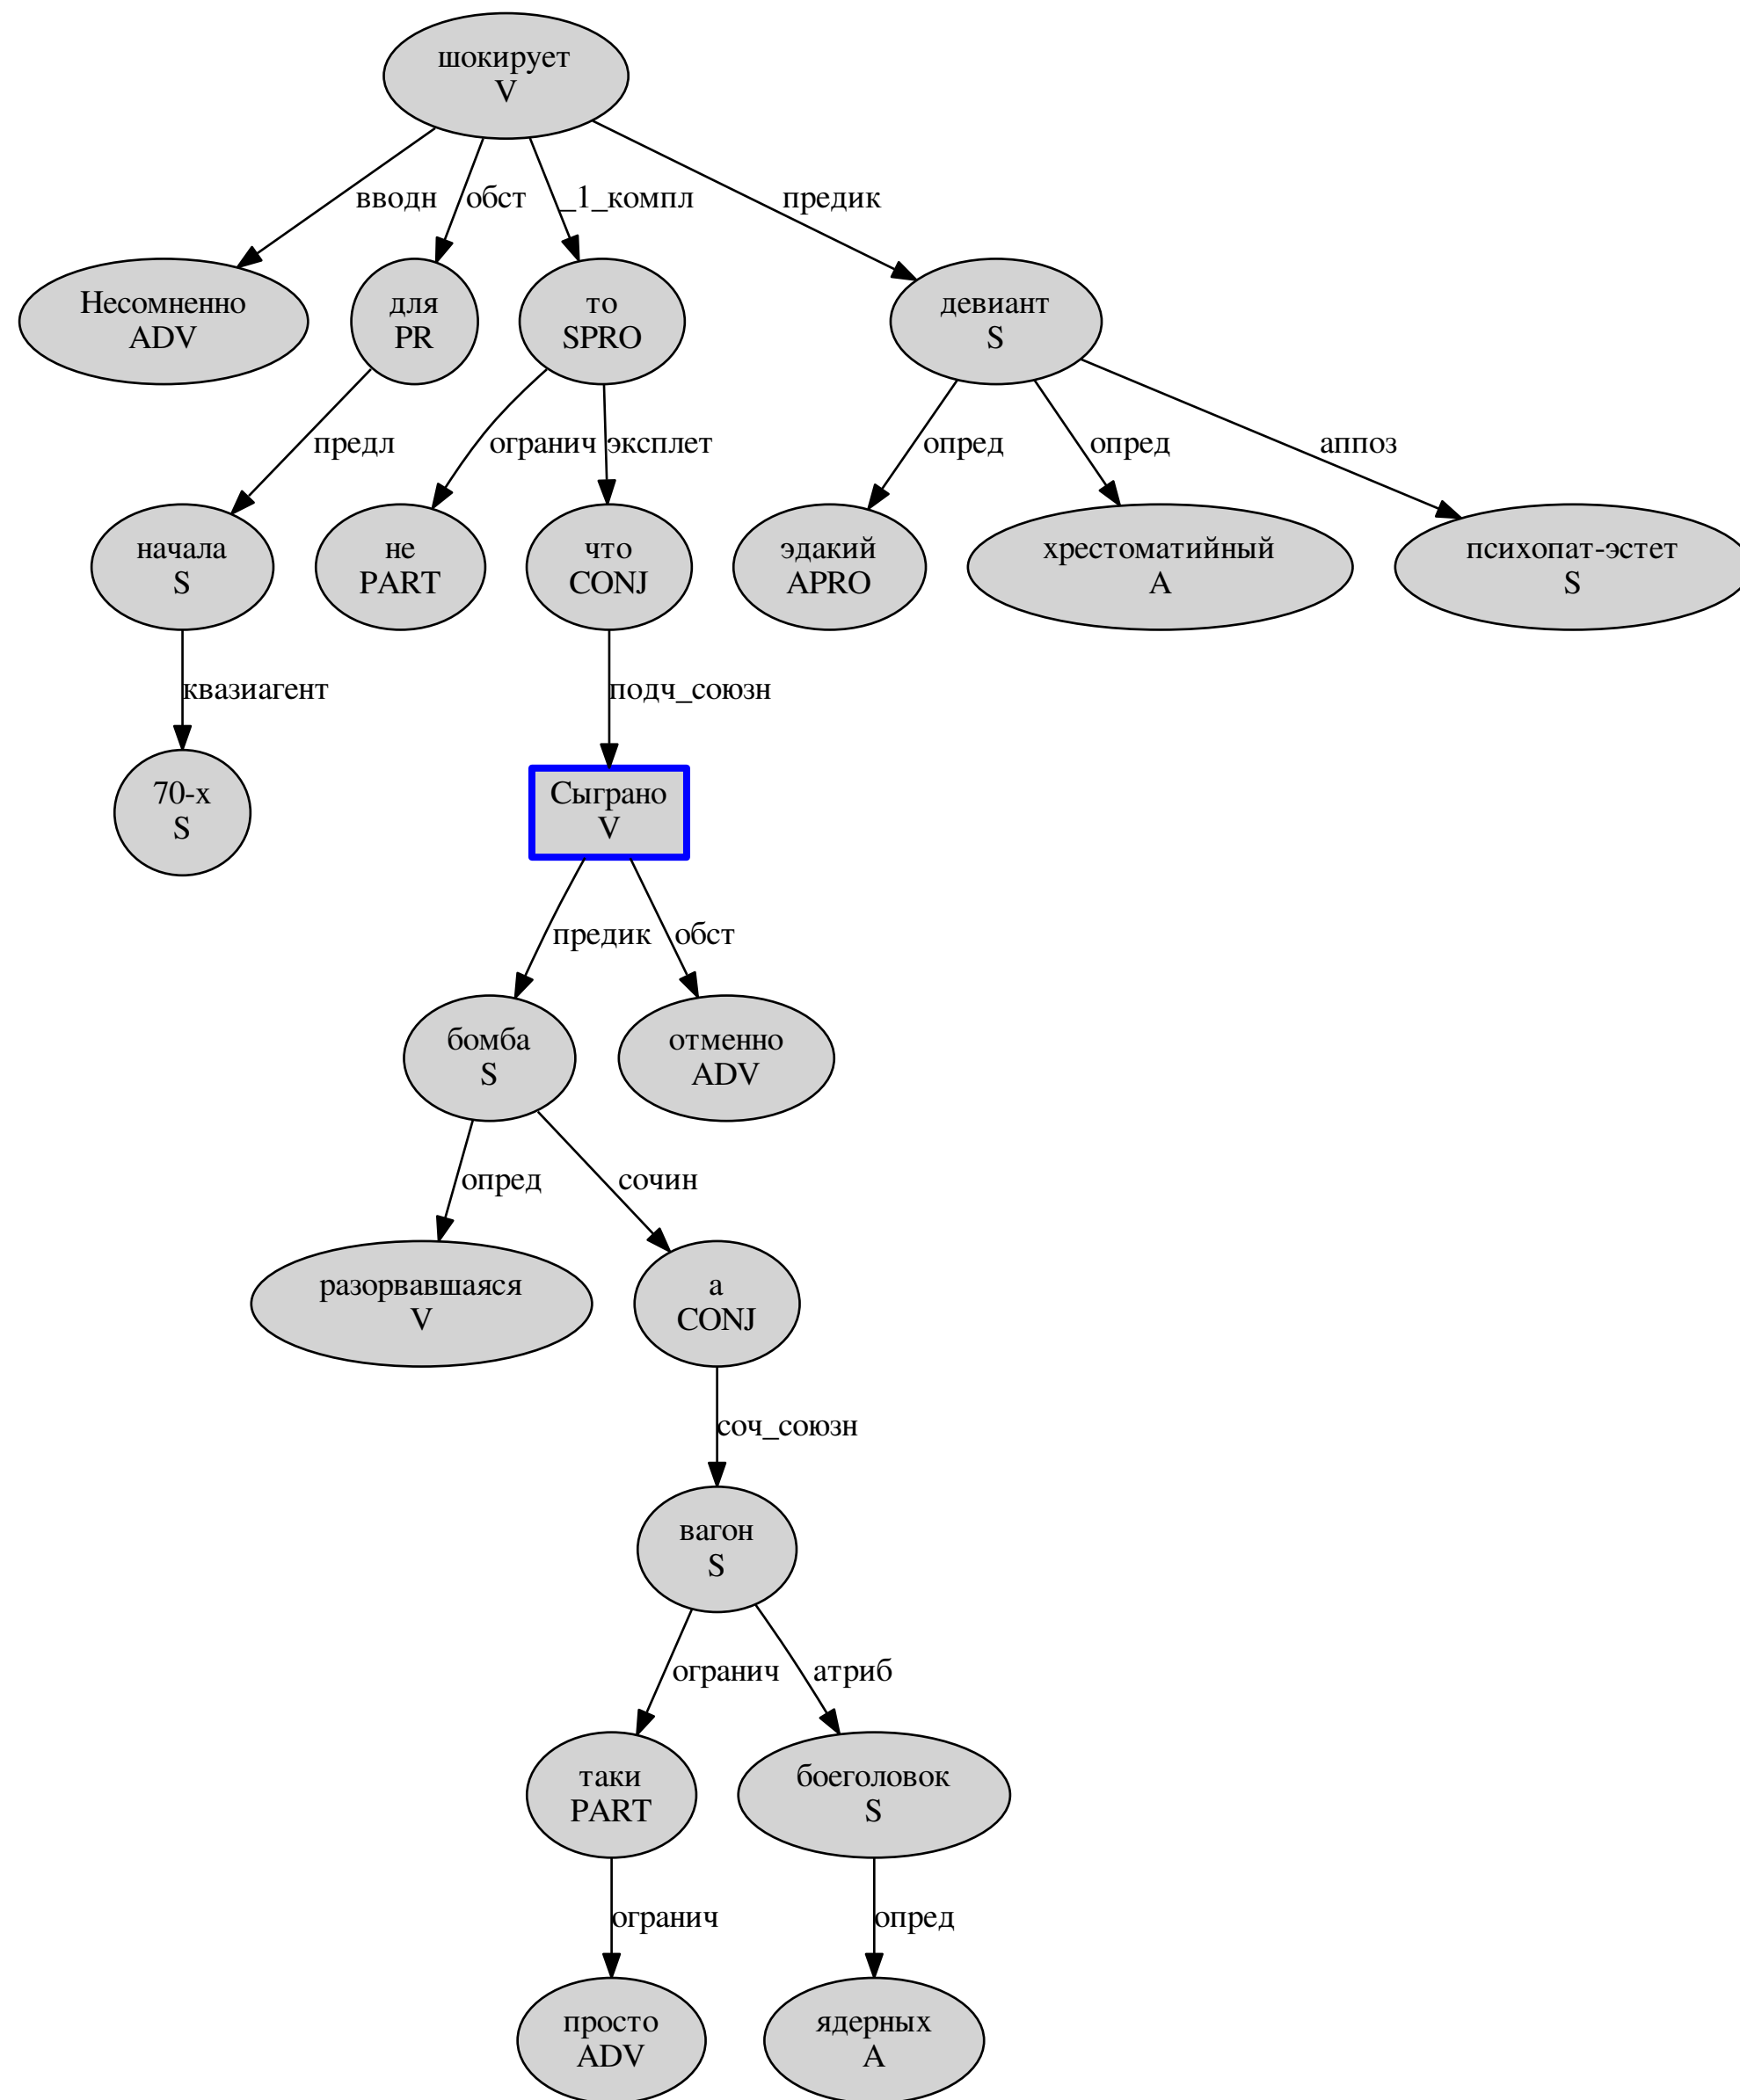 шокирует
V
вводн
обст
_1_компл
предик
Несомненно
ADV
для
PR
то
SPRO
девиант
S
предл
огранич
эксплет
опред
опред
аппоз
начала
S
не
PART
что
CONJ
эдакий
APRO
хрестоматийный
A
психопат-эстет
S
квазиагент
подч_союзн
70-х
S
Сыграно
V
предик
обст
бомба
S
отменно
ADV
опред
сочин
разорвавшаяся
V
а
CONJ
соч_союзн
вагон
S
огранич
атриб
таки
PART
боеголовок
S
огранич
опред
просто
ADV
ядерных
A